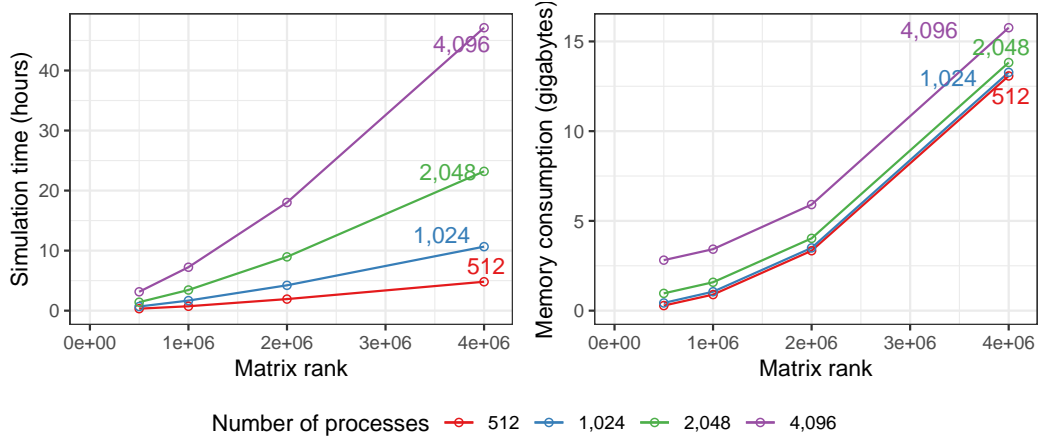 Simulation time (hours)
40
30
20
10
0
4,096
2,048
1,024
512
0e+00 1e+06 2e+06 3e+06 4e+06
Matrix rank
Memory consumption (gigabytes)
15
10
5
0
4,096
2,048
1,024
512
0e+00 1e+06 2e+06 3e+06 4e+06
Matrix rank
Number of processes 512 1,024 2,048 4,096